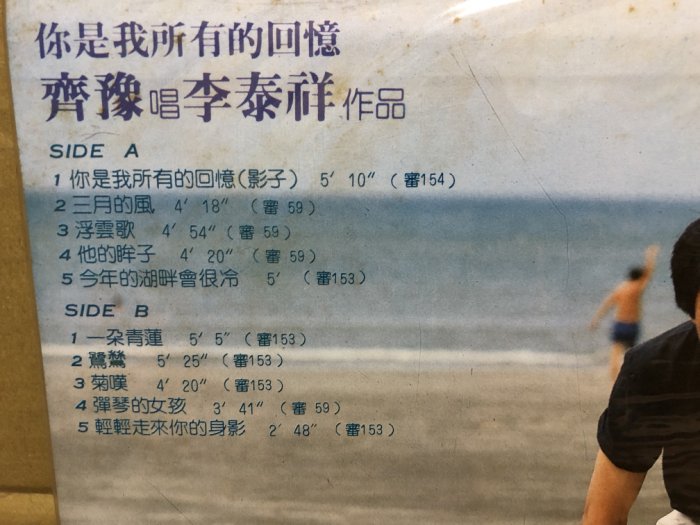 你是我所有的回憶
齊豫唱李泰祥作品
SIDE A
1 你是我所有的回憶(影子) 5′ 10″ (審154)
2 三月的風 4′ 18″ (審 59)
3 浮雲歌 4′ 54″ (審 59)
4 他的眸子 4′ 20″ (審 59)
5 今年的湖畔會很冷 5′ (審153)
SIDE B
1 一朵青蓮 5′ 5″ (審153)
2 鷺鷥 5′ 25″ (審153)
3 菊嘆 4′ 20″ (審153)
4 彈琴的女孩 3′ 41″ (審 59)
5 輕輕走來你的身影 2′ 48″ (審153)